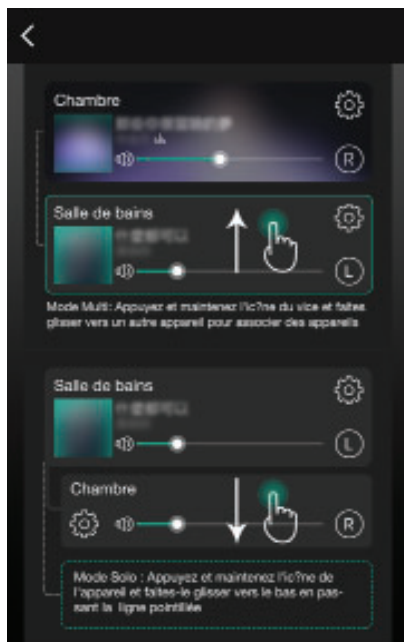 Chambre
R
Salle de bains
L
Mode Multi: Appuyez et maintenez l'ic?ne du vice et faites
glisser vers un autre appareil pour associer des appareils
Salle de bains
L
Chambre
R
Mode Solo : Appuyez et maintenez l'ic?ne de
l'appareil et faites-le glisser vers le bas en pas-
sant la ligne pointillée